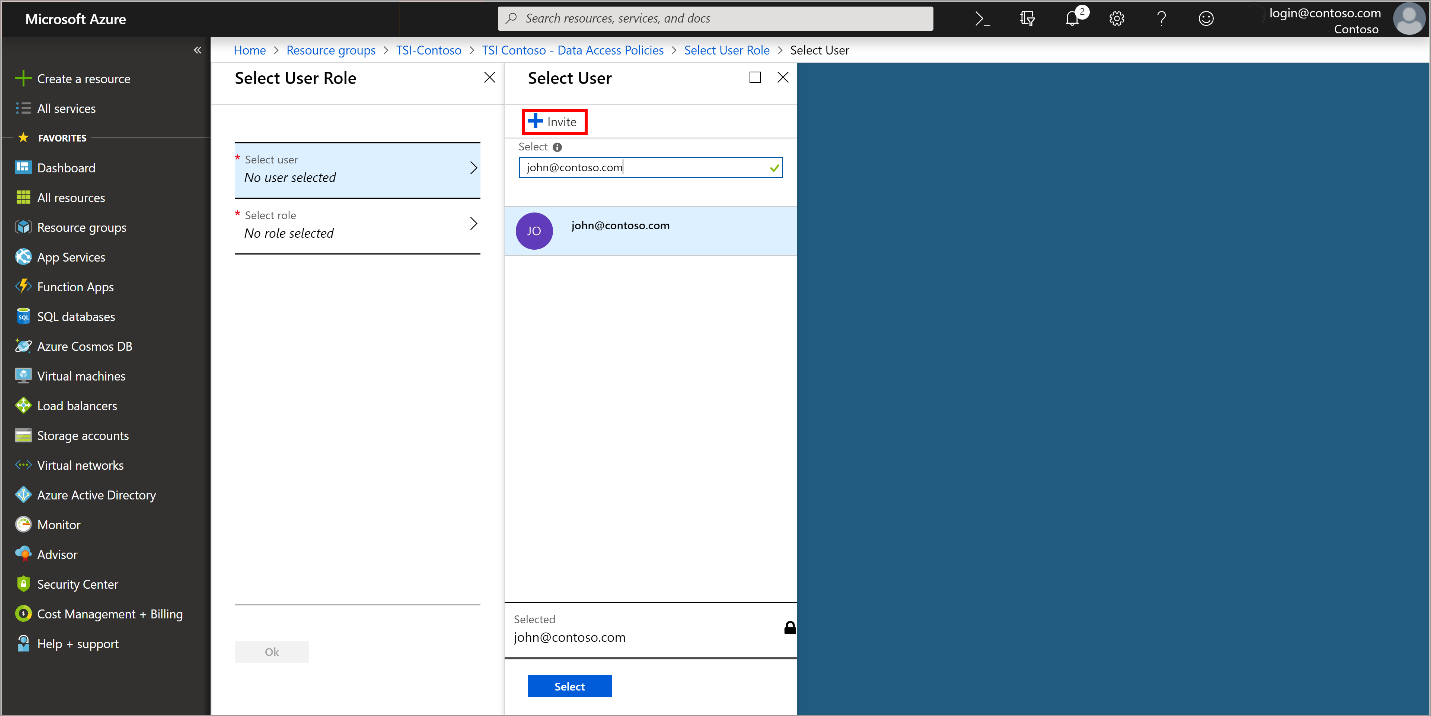 Microsoft Azure
Search resources, services, and docs
2
login@contoso.com
Contoso
«
Create a resource
All services
FAVORITES
Dashboard
All resources
Resource groups
App Services
Function Apps
SQL databases
Azure Cosmos DB
Virtual machines
Load balancers
Storage accounts
Virtual networks
Azure Active Directory
Monitor
Advisor
Security Center
Cost Management + Billing
Help + support
Home > Resource groups > TSI-Contoso > TSI Contoso - Data Access Policies > Select User Role > Select User
Select User Role
* Select user
No user selected
* Select role
No role selected
Ok
Select User
Invite
Select
john@contoso.com
JO
john@contoso.com
Selected
john@contoso.com
Select